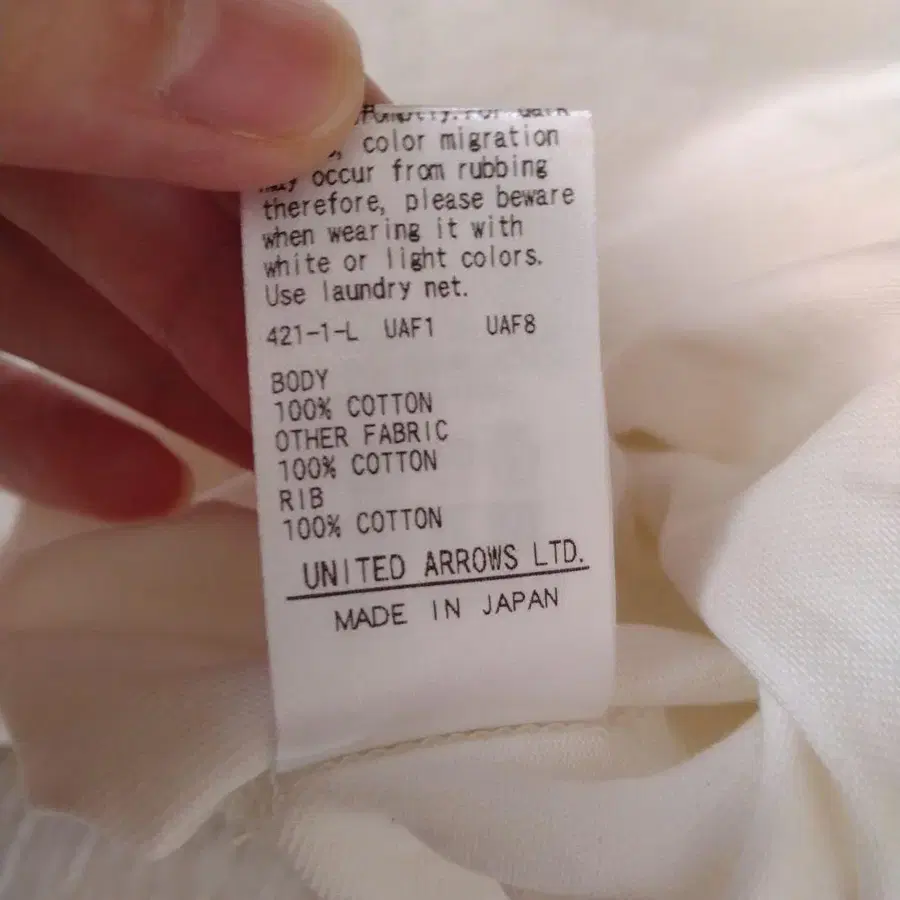 color migration
occur from rubbing
therefore, please beware
when wearing it with
white or light colors.
Use laundry net.
421-1-L UAF1 UAF8
BODY
100% COTTON
OTHER FABRIC
100% COTTON
RIB
100% COTTON
UNITED ARROWS LTD.
MADE IN JAPAN